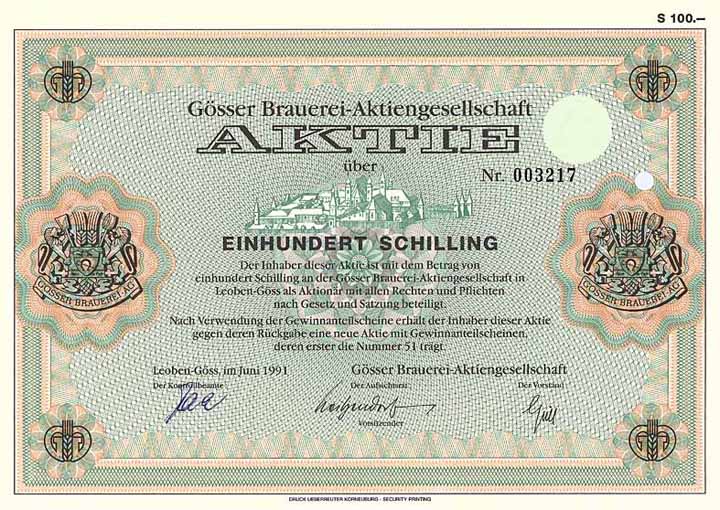 S 100.—
Gösser Brauerei-Aktiengesellschaft
AKTIE
über
Nr. 003217
EINHUNDERT SCHILLING
Der Inhaber dieser Aktie ist mit dem Betrag von
einhundert Schilling an der Gösser Brauerei-Aktiengesellschaft in
Leoben-Göss als Aktionär mit allen Rechten und Pflichten
nach Gesetz und Satzung beteiligt.
Nach Verwendung der Gewinnanteilscheine erhält der Inhaber dieser Aktie
gegen deren Rückgabe eine neue Aktie mit Gewinnanteilscheinen,
deren erster die Nummer 51 trägt.
Leoben-Göss, im Juni 1991
Gösser Brauerei-Aktiengesellschaft
Der Kontrollbeamte
Der Aufsichtsrat
Der Vorstand
Vorsitzender
GÖSSER BRAUEREI-AG
GÖSSER BRAUEREI-AG
DRUCK UEBERREUTER KORNEUBURG - SECURITY PRINTING